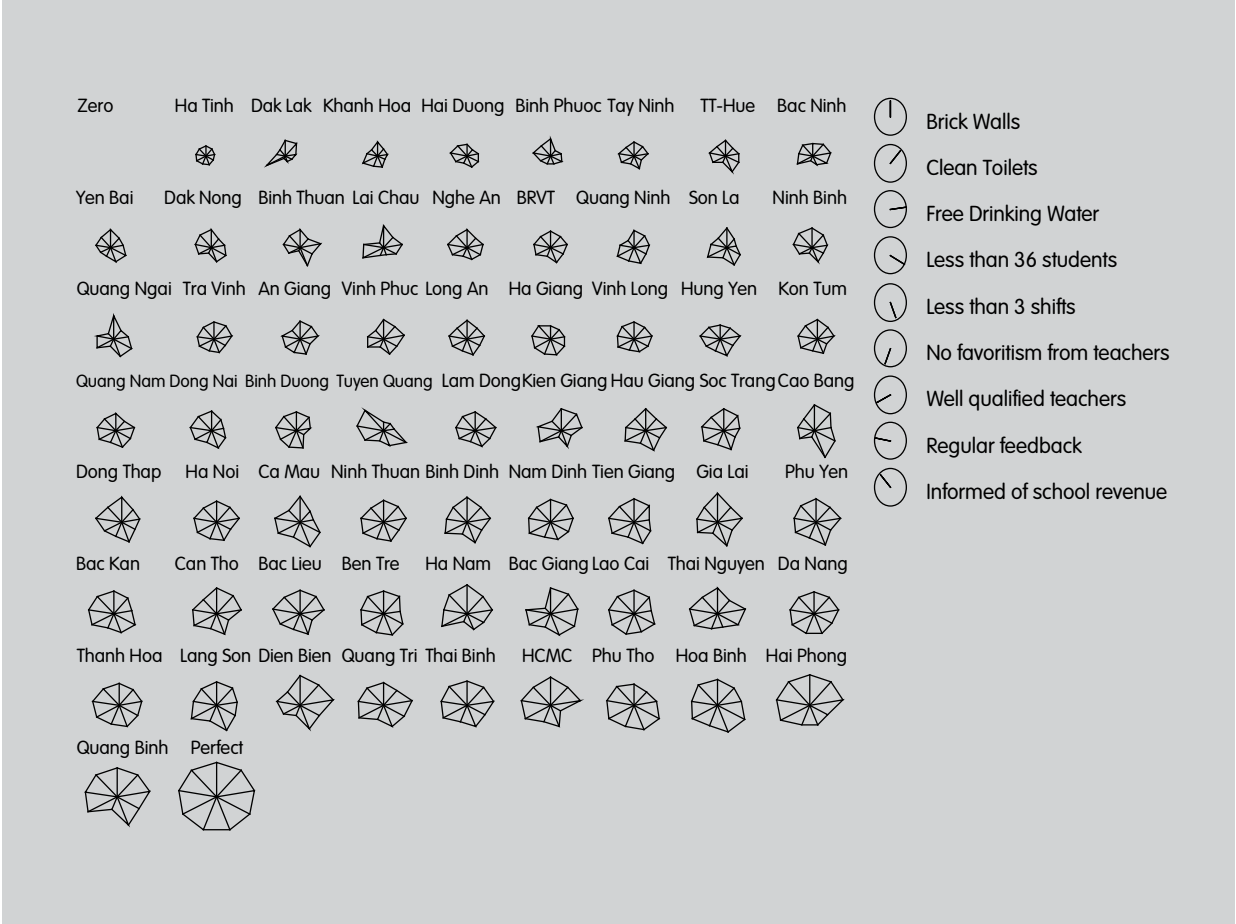 Zero Ha Tinh Dak Lak Khanh Hoa Hai Duong Binh Phuoc Tay Ninh TT-Hue Bac Ninh
Yen Bai Dak Nong Binh Thuan Lai Chau Nghe An BRVT Quang Ninh Son La Ninh Binh
Quang Ngai Tra Vinh An Giang Vinh Phuc Long An Ha Giang Vinh Long Hung Yen Kon Tum
Quang Nam Dong Nai Binh Duong Tuyen Quang Lam Dong Kien Giang Hau Giang Soc Trang Cao Bang
Dong Thap Ha Noi Ca Mau Ninh Thuan Binh Dinh Nam Dinh Tien Giang Gia Lai Phu Yen
Bac Kan Can Tho Bac Lieu Ben Tre Ha Nam Bac Giang Lao Cai Thai Nguyen Da Nang
Thanh Hoa Lang Son Dien Bien Quang Tri Thai Binh HCMC Phu Tho Hoa Binh Hai Phong
Quang Binh Perfect
Brick Walls
Clean Toilets
Free Drinking Water
Less than 36 students
Less than 3 shifts
No favoritism from teachers
Well qualified teachers
Regular feedback
Informed of school revenue